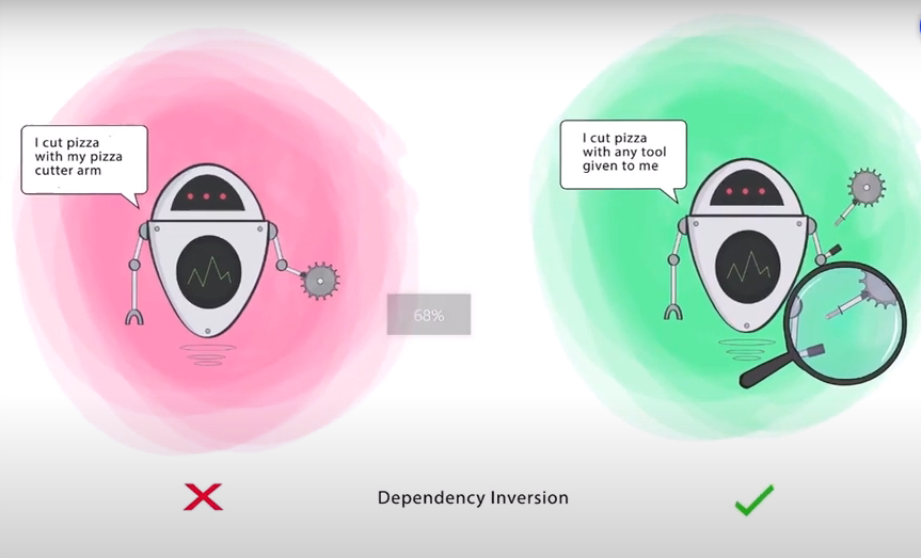 I cut pizza
with my pizza
cutter arm
I cut pizza
with any tool
given to me
68%
Dependency Inversion